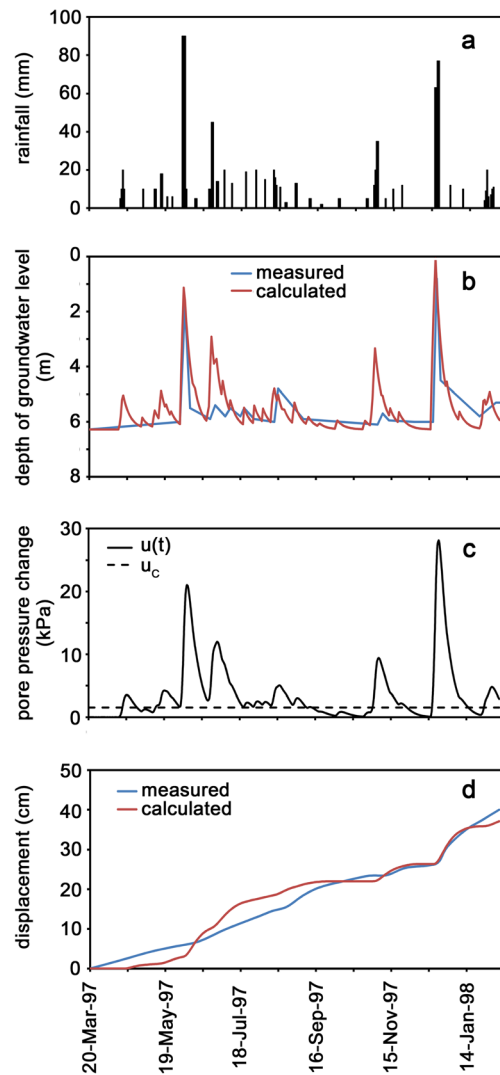 100
80
60
40
20
0
rainfall (mm)
a
0
2
4
6
8
depth of groundwater level
(m)
measured
calculated
b
30
20
10
0
pore pressure change
(kPa)
u(t)
uc
c
50
40
30
20
10
0
displacement (cm)
measured
calculated
d
20-Mar-97
19-May-97
18-Jul-97
16-Sep-97
15-Nov-97
14-Jan-98